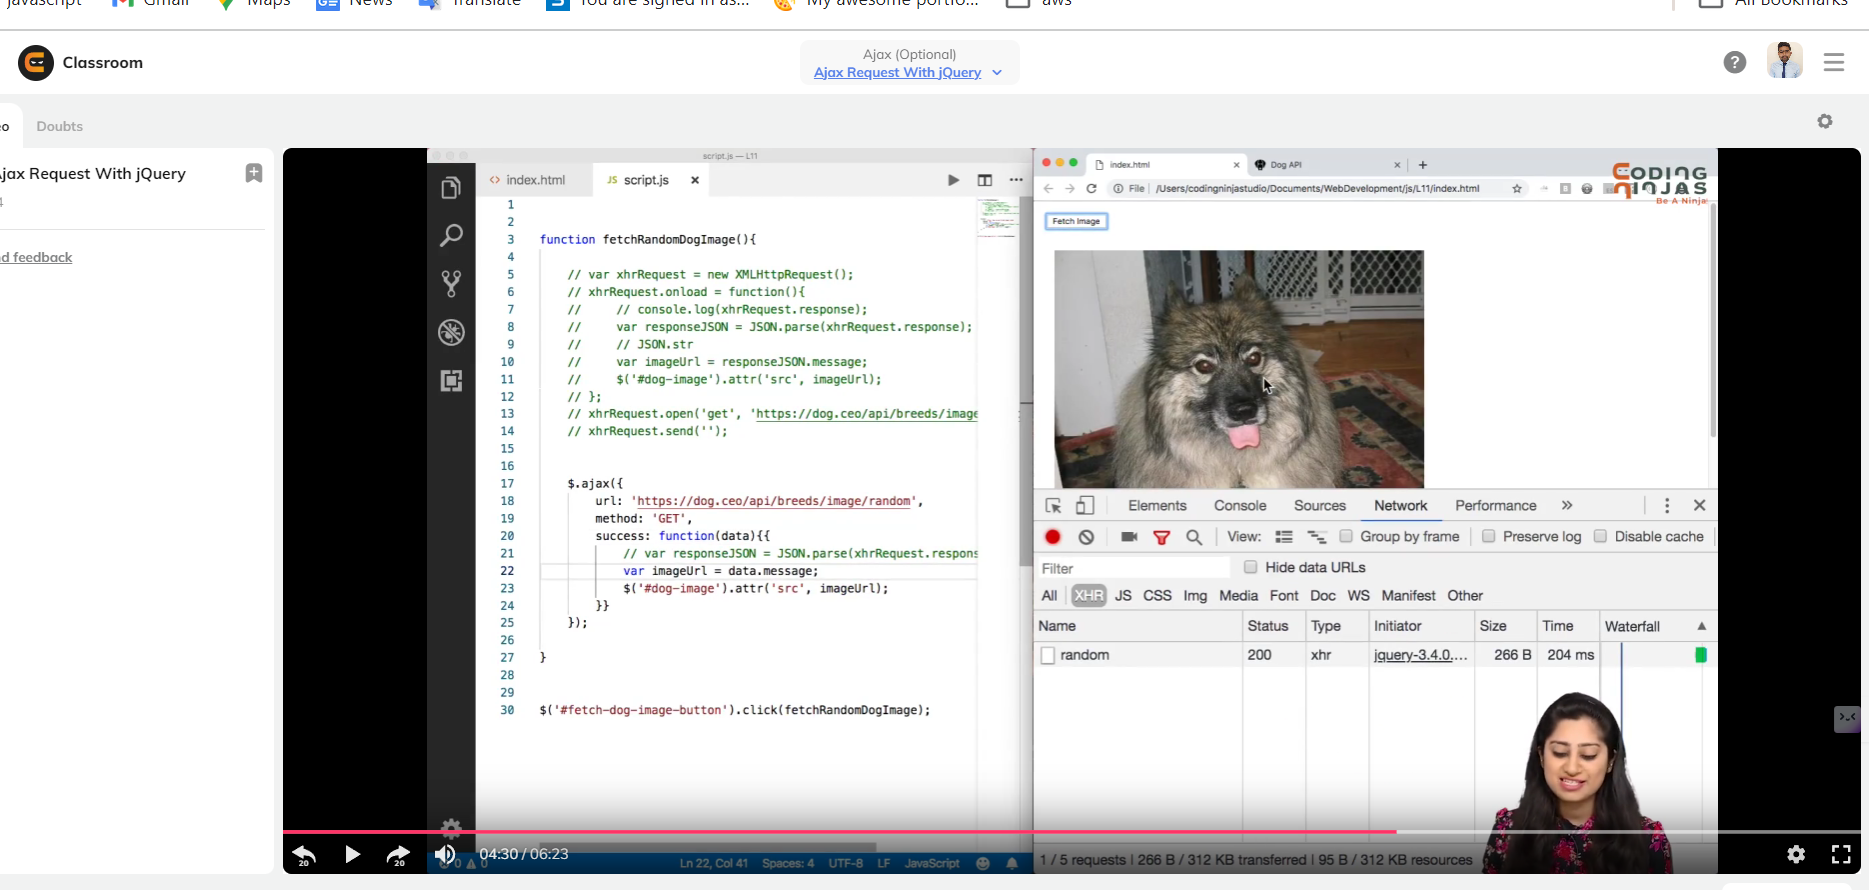 javascript
Gmail
Maps
News
Translate
You are signed in as...
My awesome portfo...
aws
All Bookmarks
Classroom
Ajax (Optional)
Ajax Request With jQuery
?
Doubts
jax Request With jQuery
d feedback
script.js — L11
<> index.html
JS script.js ×
1
2
3 function fetchRandomDogImage(){
4
5 // var xhrRequest = new XMLHttpRequest();
6 // xhrRequest.onload = function(){
7 //     // console.log(xhrRequest.response);
8 //     var responseJSON = JSON.parse(xhrRequest.response);
9 //     // JSON.str
10 //     var imageUrl = responseJSON.message;
11 //     $('#dog-image').attr('src', imageUrl);
12 // };
13 // xhrRequest.open('get', 'https://dog.ceo/api/breeds/image
14 // xhrRequest.send('');
15
16
17 $.ajax({
18 url: 'https://dog.ceo/api/breeds/image/random',
19 method: 'GET',
20 success: function(data){{
21 // var responseJSON = JSON.parse(xhrRequest.respons
22 var imageUrl = data.message;
23 $('#dog-image').attr('src', imageUrl);
24 }}
25 });
26
27 }
28
29
30 $('#fetch-dog-image-button').click(fetchRandomDogImage);
Ln 22, Col 41 Spaces: 4 UTF-8 LF JavaScript
20
20
04:30 / 06:23
index.html ×
Dog API × +
File /Users/codingninjastudio/Documents/WebDevelopment/js/L11/index.html
CODING
NINJAS
Be A Ninja
Fetch Image
Elements Console Sources Network Performance »
View: Group by frame Preserve log Disable cache
Filter Hide data URLs
All XHR JS CSS Img Media Font Doc WS Manifest Other
Name Status Type Initiator Size Time Waterfall
random 200 xhr jquery-3.4.0.... 266 B 204 ms
1 / 5 requests | 266 B / 312 KB transferred | 95 B / 312 KB resources